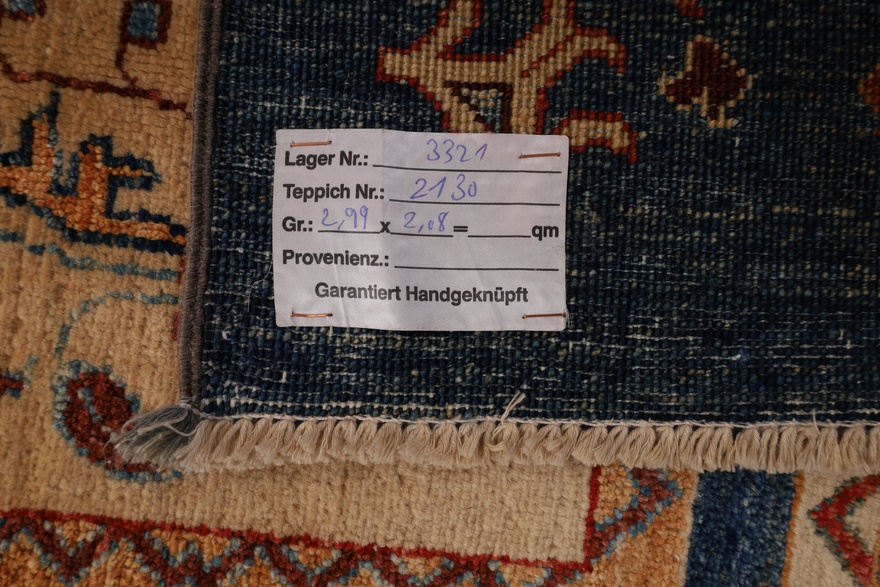 Lager Nr.: 3321
Teppich Nr.: 2130
Gr.: 2,99 x 2,08 = qm
Provenienz.:
Garantiert Handgeknüpft